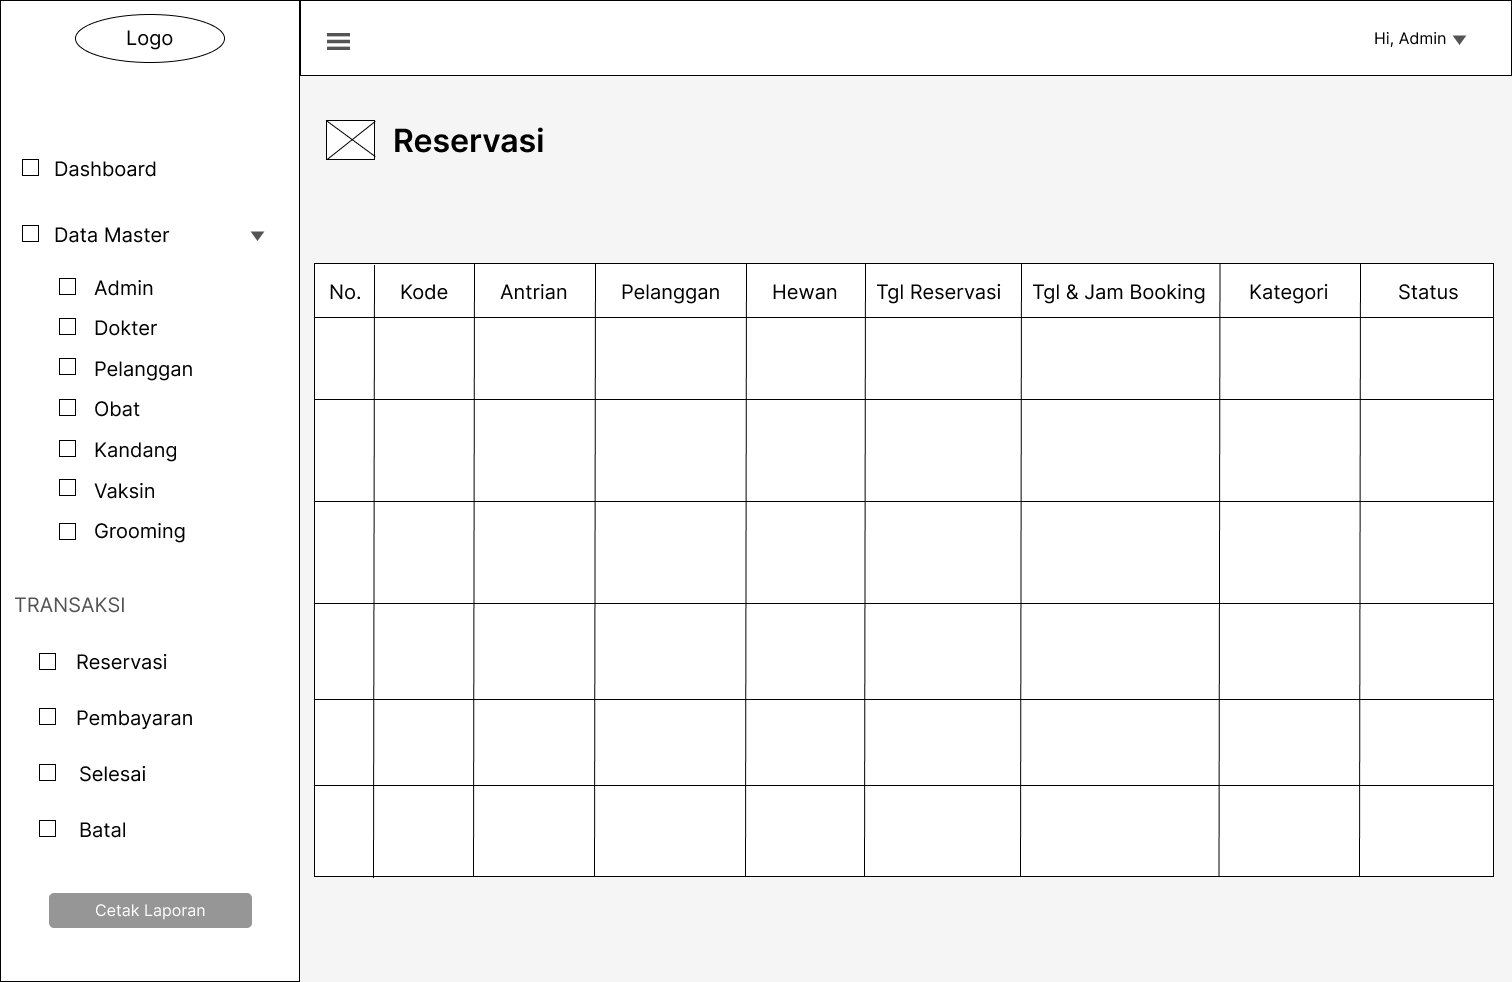 Logo
Hi, Admin
Dashboard
Data Master
Admin
Dokter
Pelanggan
Obat
Kandang
Vaksin
Grooming
TRANSAKSI
Reservasi
Pembayaran
Selesai
Batal
Cetak Laporan
Reservasi
No. Kode Antrian Pelanggan Hewan Tgl Reservasi Tgl & Jam Booking Kategori Status